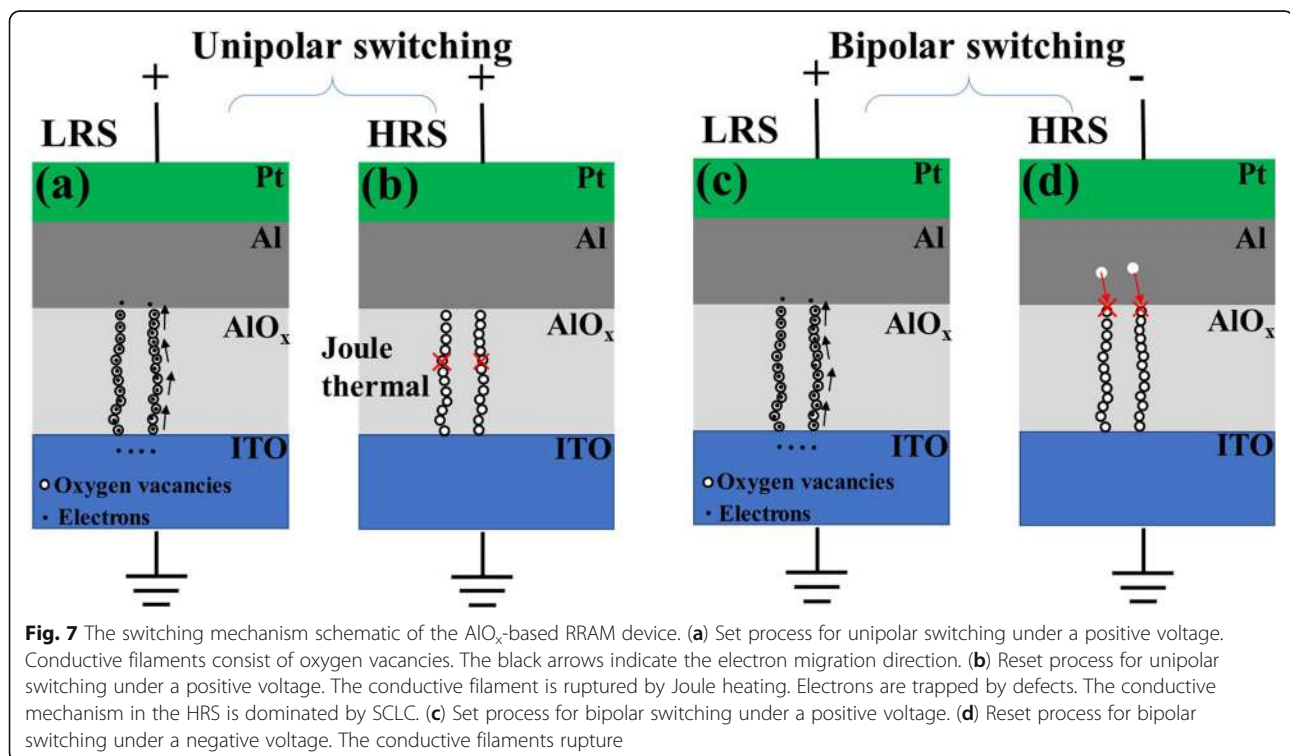 Unipolar switching
Bipolar switching
+
+
+
-
LRS
HRS
LRS
HRS
(a)
Pt
Al
AlOₓ
ITO
Oxygen vacancies
Electrons
(b)
Pt
Al
AlOₓ
Joule
thermal
ITO
(c)
Pt
Al
AlOₓ
ITO
Oxygen vacancies
Electrons
(d)
Pt
Al
AlOₓ
ITO
Fig. 7 The switching mechanism schematic of the AlOₓ-based RRAM device. (a) Set process for unipolar switching under a positive voltage.
Conductive filaments consist of oxygen vacancies. The black arrows indicate the electron migration direction. (b) Reset process for unipolar
switching under a positive voltage. The conductive filament is ruptured by Joule heating. Electrons are trapped by defects. The conductive
mechanism in the HRS is dominated by SCLC. (c) Set process for bipolar switching under a positive voltage. (d) Reset process for bipolar
switching under a negative voltage. The conductive filaments rupture